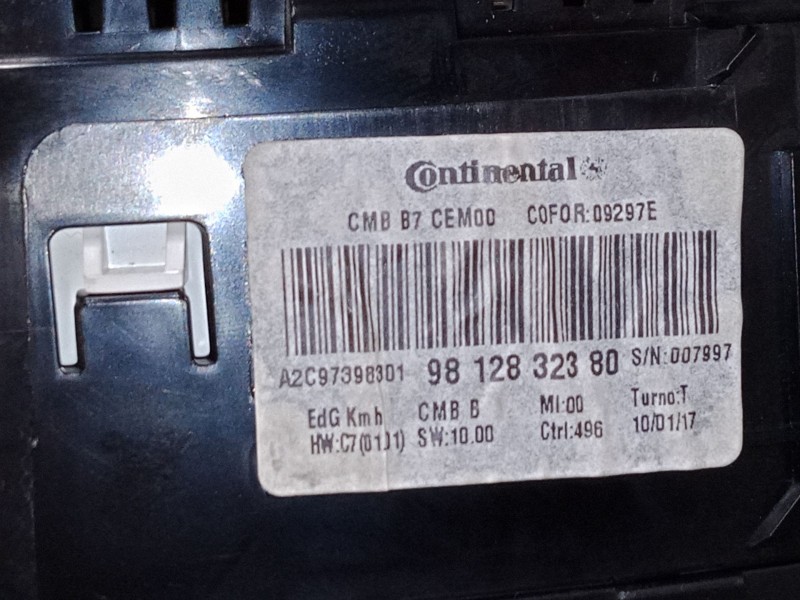 Continental
CMB B7 CEM00 COFOR:09297E
A2C97398301 98 128 323 80 S/N:007997
EdG Km h CMB B MI:00 Turno:T
HW:C7(01J1) SW:10.00 Ctrl:496 10/01/17